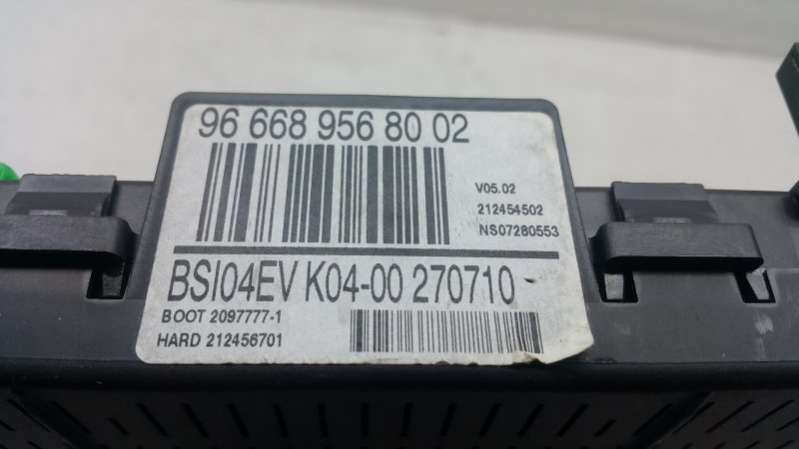 96 668 956 80 02
V05.02
212454502
NS07280553
BSI04EV K04-00 270710
BOOT 2097777-1
HARD 212456701